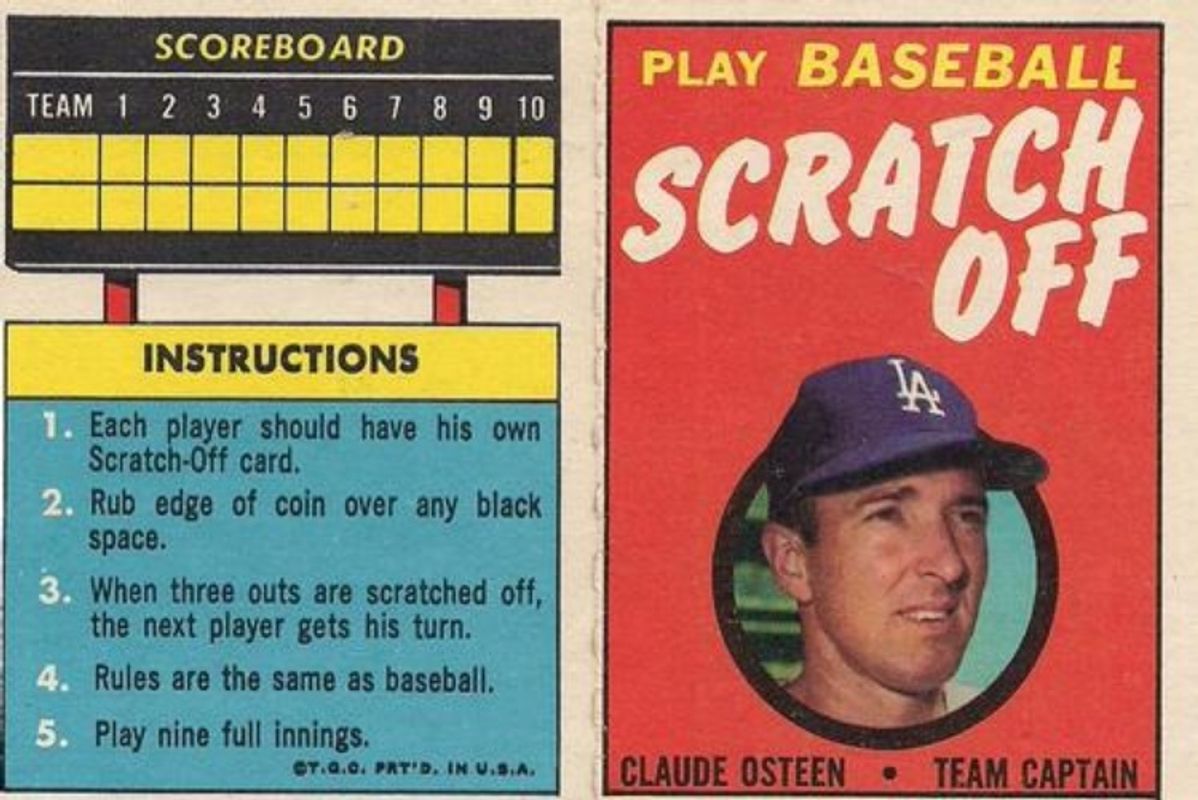 SCOREBOARD
TEAM 1 2 3 4 5 6 7 8 9 10
INSTRUCTIONS
1. Each player should have his own
Scratch-Off card.
2. Rub edge of coin over any black
space.
3. When three outs are scratched off,
the next player gets his turn.
4. Rules are the same as baseball.
5. Play nine full innings.
©T.G.C. PRT'D. IN U.S.A.
PLAY BASEBALL
SCRATCH
OFF
LA
CLAUDE OSTEEN • TEAM CAPTAIN